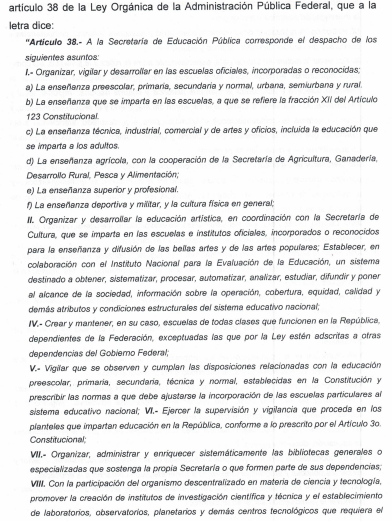 artículo 38 de la Ley Orgánica de la Administración Pública Federal, que a la
letra dice:
"Artículo 38.- A la Secretaría de Educación Pública corresponde el despacho de los
siguientes asuntos:
I.- Organizar, vigilar y desarrollar en las escuelas oficiales, incorporadas o reconocidas;
a) La enseñanza preescolar, primaria, secundaria y normal, urbana, semiurbana y rural.
b) La enseñanza que se imparta en las escuelas, a que se refiere la fracción XII del Artículo
123 Constitucional.
c) La enseñanza técnica, industrial, comercial y de artes y oficios, incluida la educación que
se imparta a los adultos.
d) La enseñanza agrícola, con la cooperación de la Secretaría de Agricultura, Ganadería,
Desarrollo Rural, Pesca y Alimentación;
e) La enseñanza superior y profesional.
f) La enseñanza deportiva y militar, y la cultura física en general;
II. Organizar y desarrollar la educación artística, en coordinación con la Secretaría de
Cultura, que se imparta en las escuelas e institutos oficiales, incorporados o reconocidos
para la enseñanza y difusión de las bellas artes y de las artes populares; Establecer, en
colaboración con el Instituto Nacional para la Evaluación de la Educación, un sistema
destinado a obtener, sistematizar, procesar, automatizar, analizar, estudiar, difundir y poner
al alcance de la sociedad, información sobre la operación, cobertura, equidad, calidad y
demás atributos y condiciones estructurales del sistema educativo nacional;
IV.- Crear y mantener, en su caso, escuelas de todas clases que funcionen en la República,
dependientes de la Federación, exceptuadas las que por la Ley estén adscritas a otras
dependencias del Gobierno Federal;
V.- Vigilar que se observen y cumplan las disposiciones relacionadas con la educación
preescolar, primaria, secundaria, técnica y normal, establecidas en la Constitución y
prescribir las normas a que debe ajustarse la incorporación de las escuelas particulares al
sistema educativo nacional; VI.- Ejercer la supervisión y vigilancia que proceda en los
planteles que impartan educación en la República, conforme a lo prescrito por el Artículo 3o.
Constitucional;
VII.- Organizar, administrar y enriquecer sistemáticamente las bibliotecas generales o
especializadas que sostenga la propia Secretaría o que formen parte de sus dependencias;
VIII. Con la participación del organismo descentralizado en materia de ciencia y tecnología,
promover la creación de institutos de investigación científica y técnica y el establecimiento
de laboratorios, observatorios, planetarios y demás centros tecnológicos que requiera el